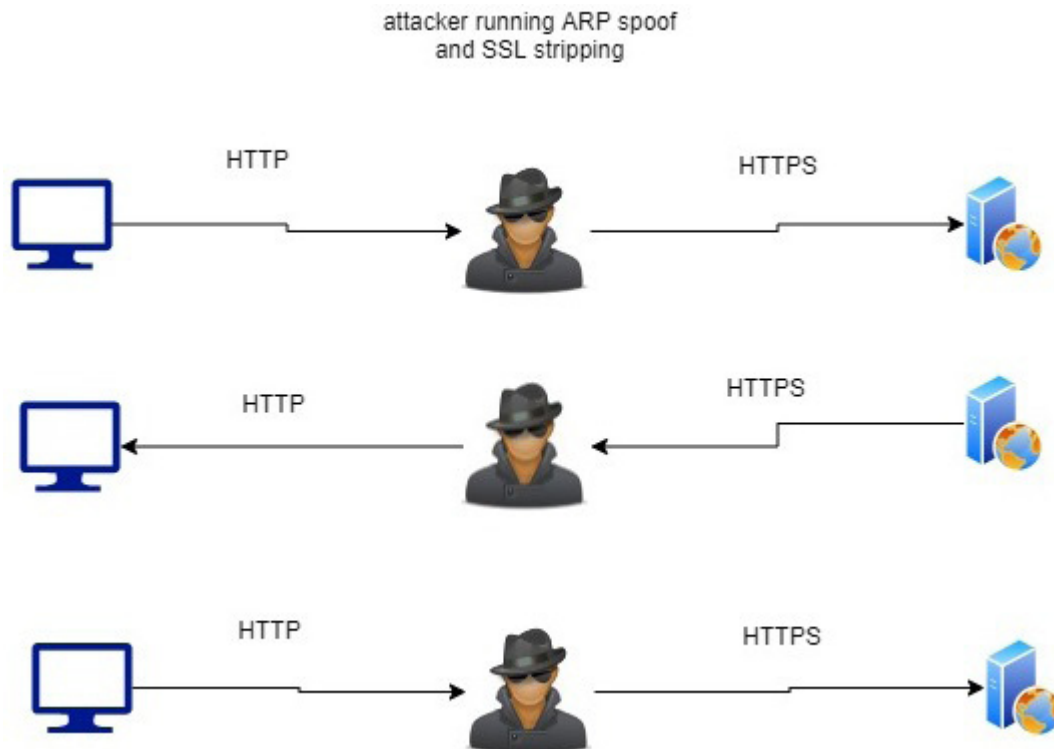 attacker running ARP spoof
and SSL stripping
HTTP
HTTPS
HTTP
HTTPS
HTTP
HTTPS